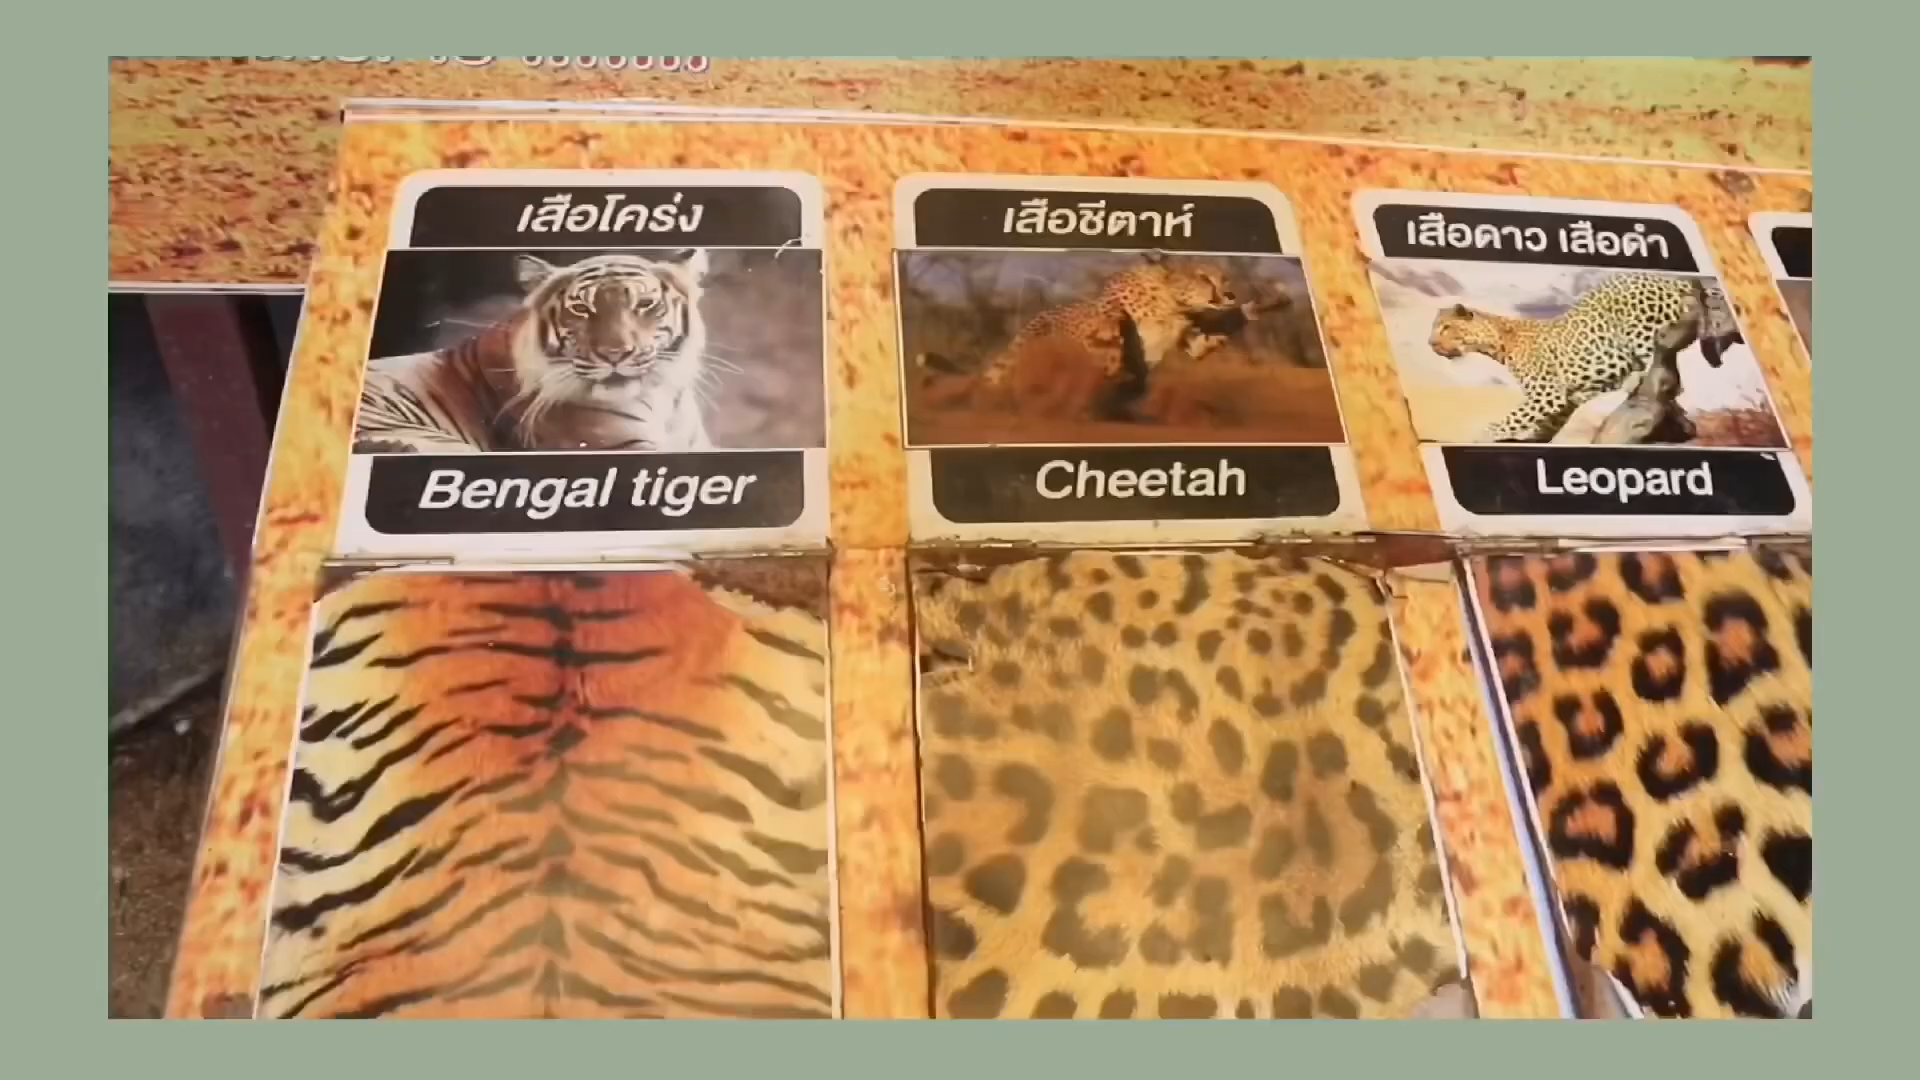 เสือโคร่ง
Bengal tiger
เสือชีตาห์
Cheetah
เสือดาว เสือดำ
Leopard